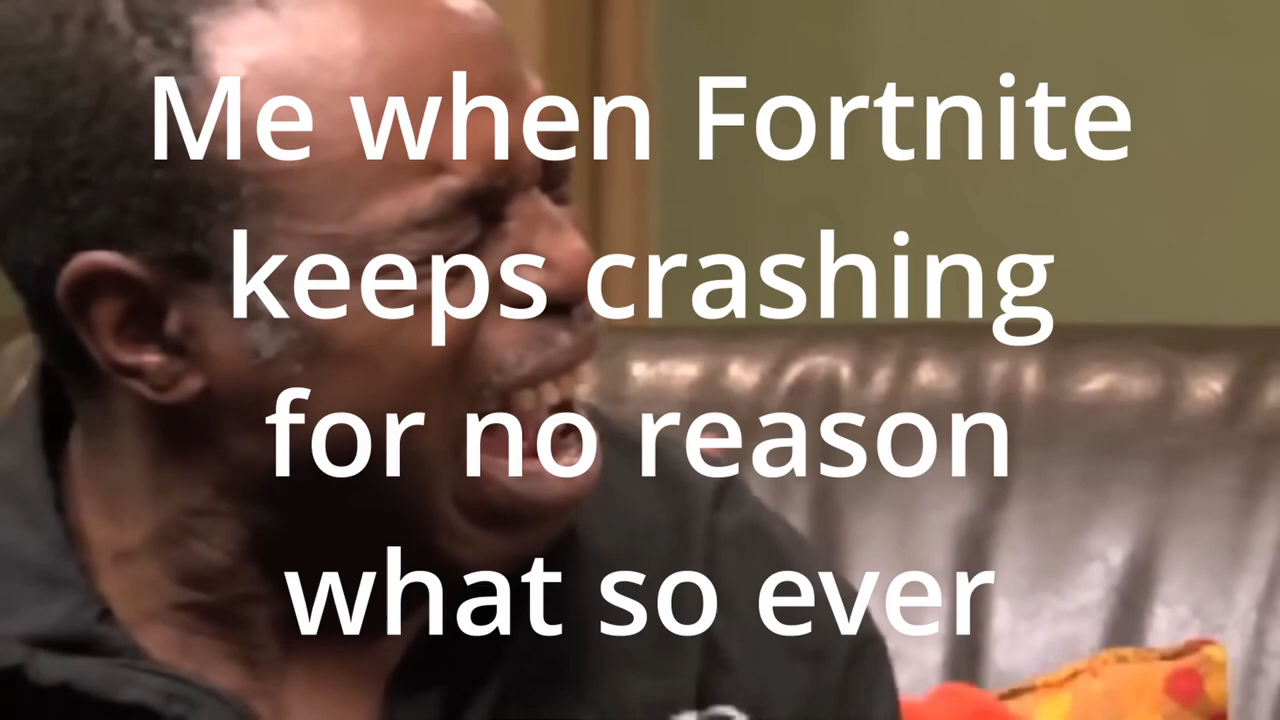 Me when Fortnite
keeps crashing
for no reason
what so ever